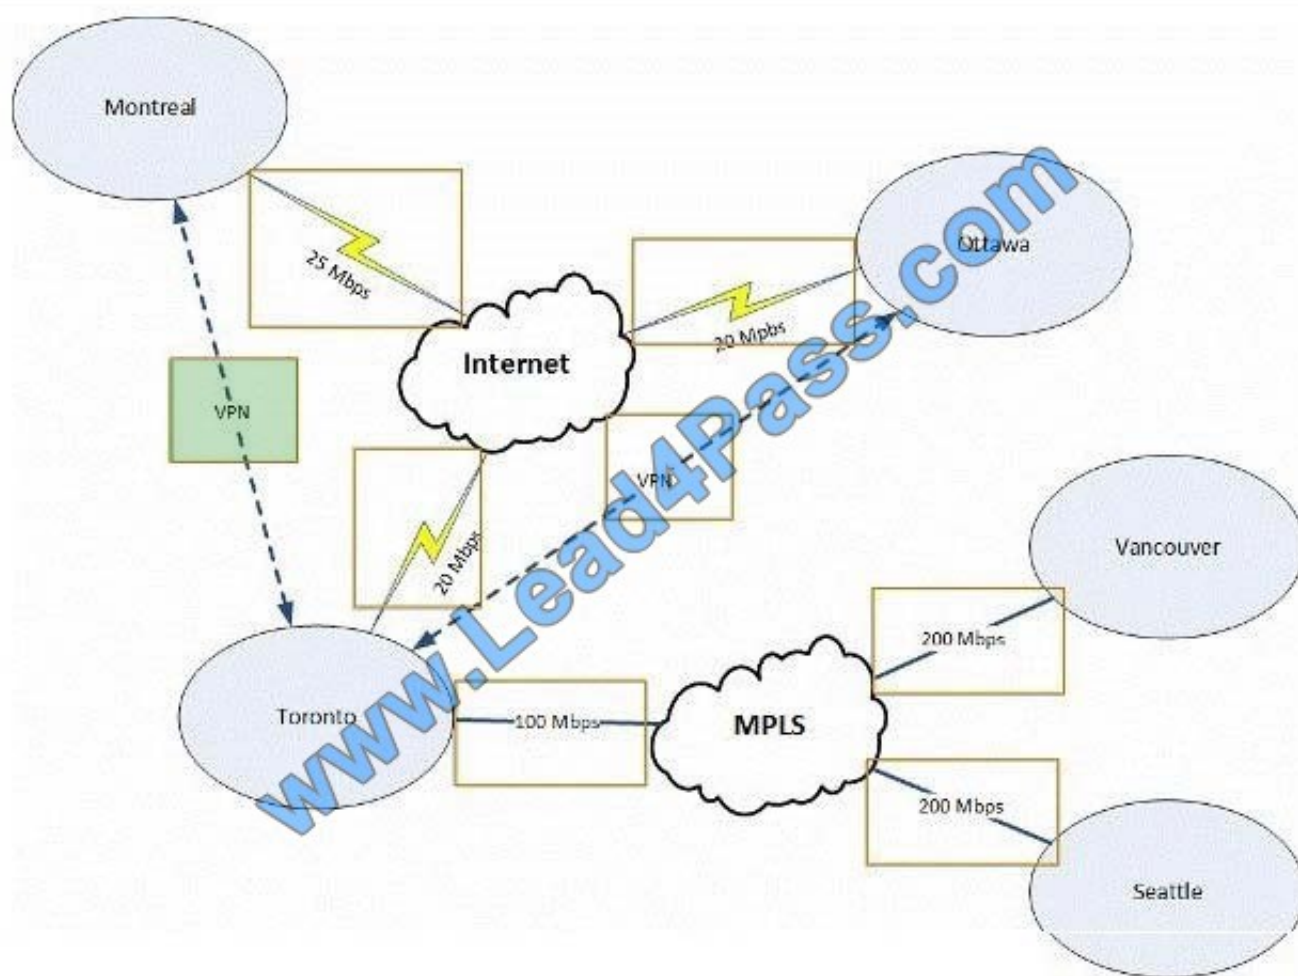 Montreal
25 Mbps
Ottawa
20 Mpbs
Internet
VPN
VPN
20 Mbps
Vancouver
200 Mbps
Toronto
100 Mbps
MPLS
200 Mbps
Seattle
www.Lead4Pass.com